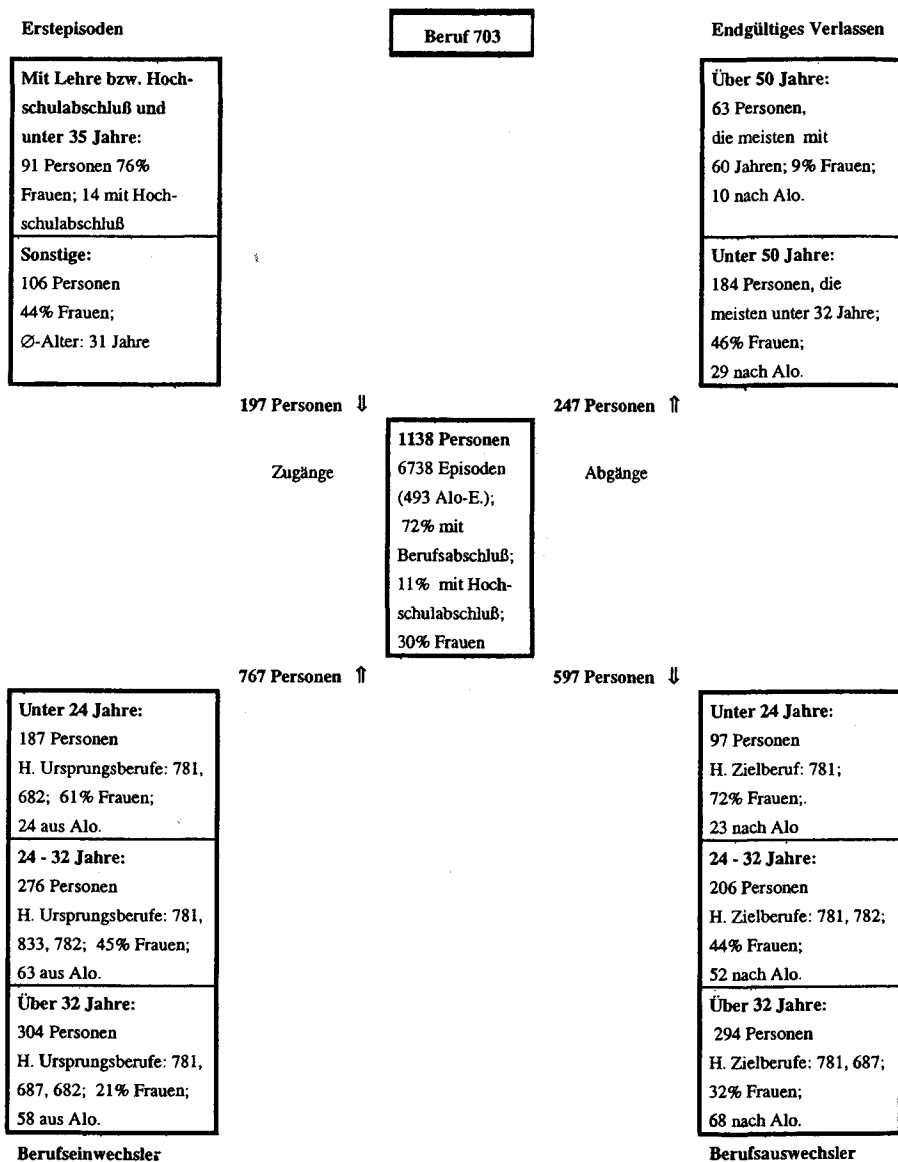 Erstepisoden
Beruf 703
Endgültiges Verlassen
Mit Lehre bzw. Hoch-
schulabschluß und
unter 35 Jahre:
91 Personen 76%
Frauen; 14 mit Hoch-
schulabschluß
Sonstige:
106 Personen
44% Frauen;
∅-Alter: 31 Jahre
Über 50 Jahre:
63 Personen,
die meisten mit
60 Jahren; 9% Frauen;
10 nach Alo.
Unter 50 Jahre:
184 Personen, die
meisten unter 32 Jahre;
46% Frauen;
29 nach Alo.
197 Personen ⇓
247 Personen ⇑
Zugänge
1138 Personen
6738 Episoden
(493 Alo-E.);
72% mit
Berufsabschluß;
11% mit Hoch-
schulabschluß;
30% Frauen
Abgänge
767 Personen ⇑
597 Personen ⇓
Unter 24 Jahre:
187 Personen
H. Ursprungsberufe: 781,
682; 61% Frauen;
24 aus Alo.
24 - 32 Jahre:
276 Personen
H. Ursprungsberufe: 781,
833, 782; 45% Frauen;
63 aus Alo.
Über 32 Jahre:
304 Personen
H. Ursprungsberufe: 781,
687, 682; 21% Frauen;
58 aus Alo.
Berufseinwechsler
Unter 24 Jahre:
97 Personen
H. Zielberuf: 781;
72% Frauen;.
23 nach Alo
24 - 32 Jahre:
206 Personen
H. Zielberufe: 781, 782;
44% Frauen;
52 nach Alo.
Über 32 Jahre:
294 Personen
H. Zielberufe: 781, 687;
32% Frauen;
68 nach Alo.
Berufsauswechsler